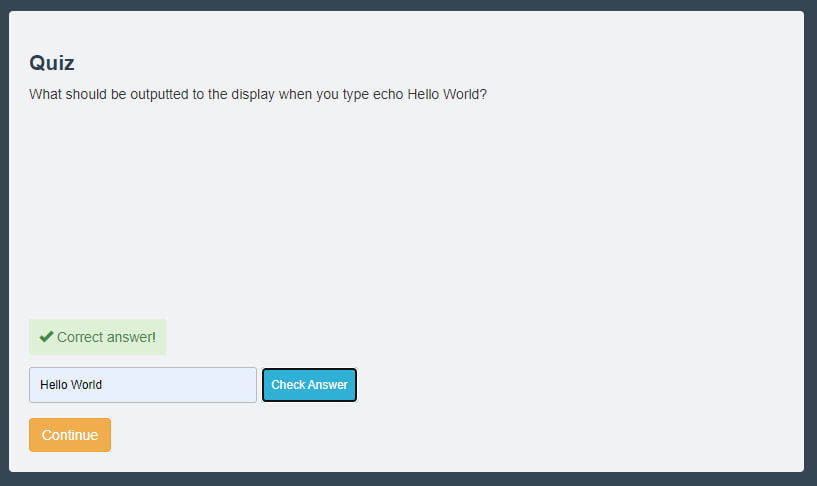 Quiz
What should be outputted to the display when you type echo Hello World?
Correct answer!
Hello World
Check Answer
Continue